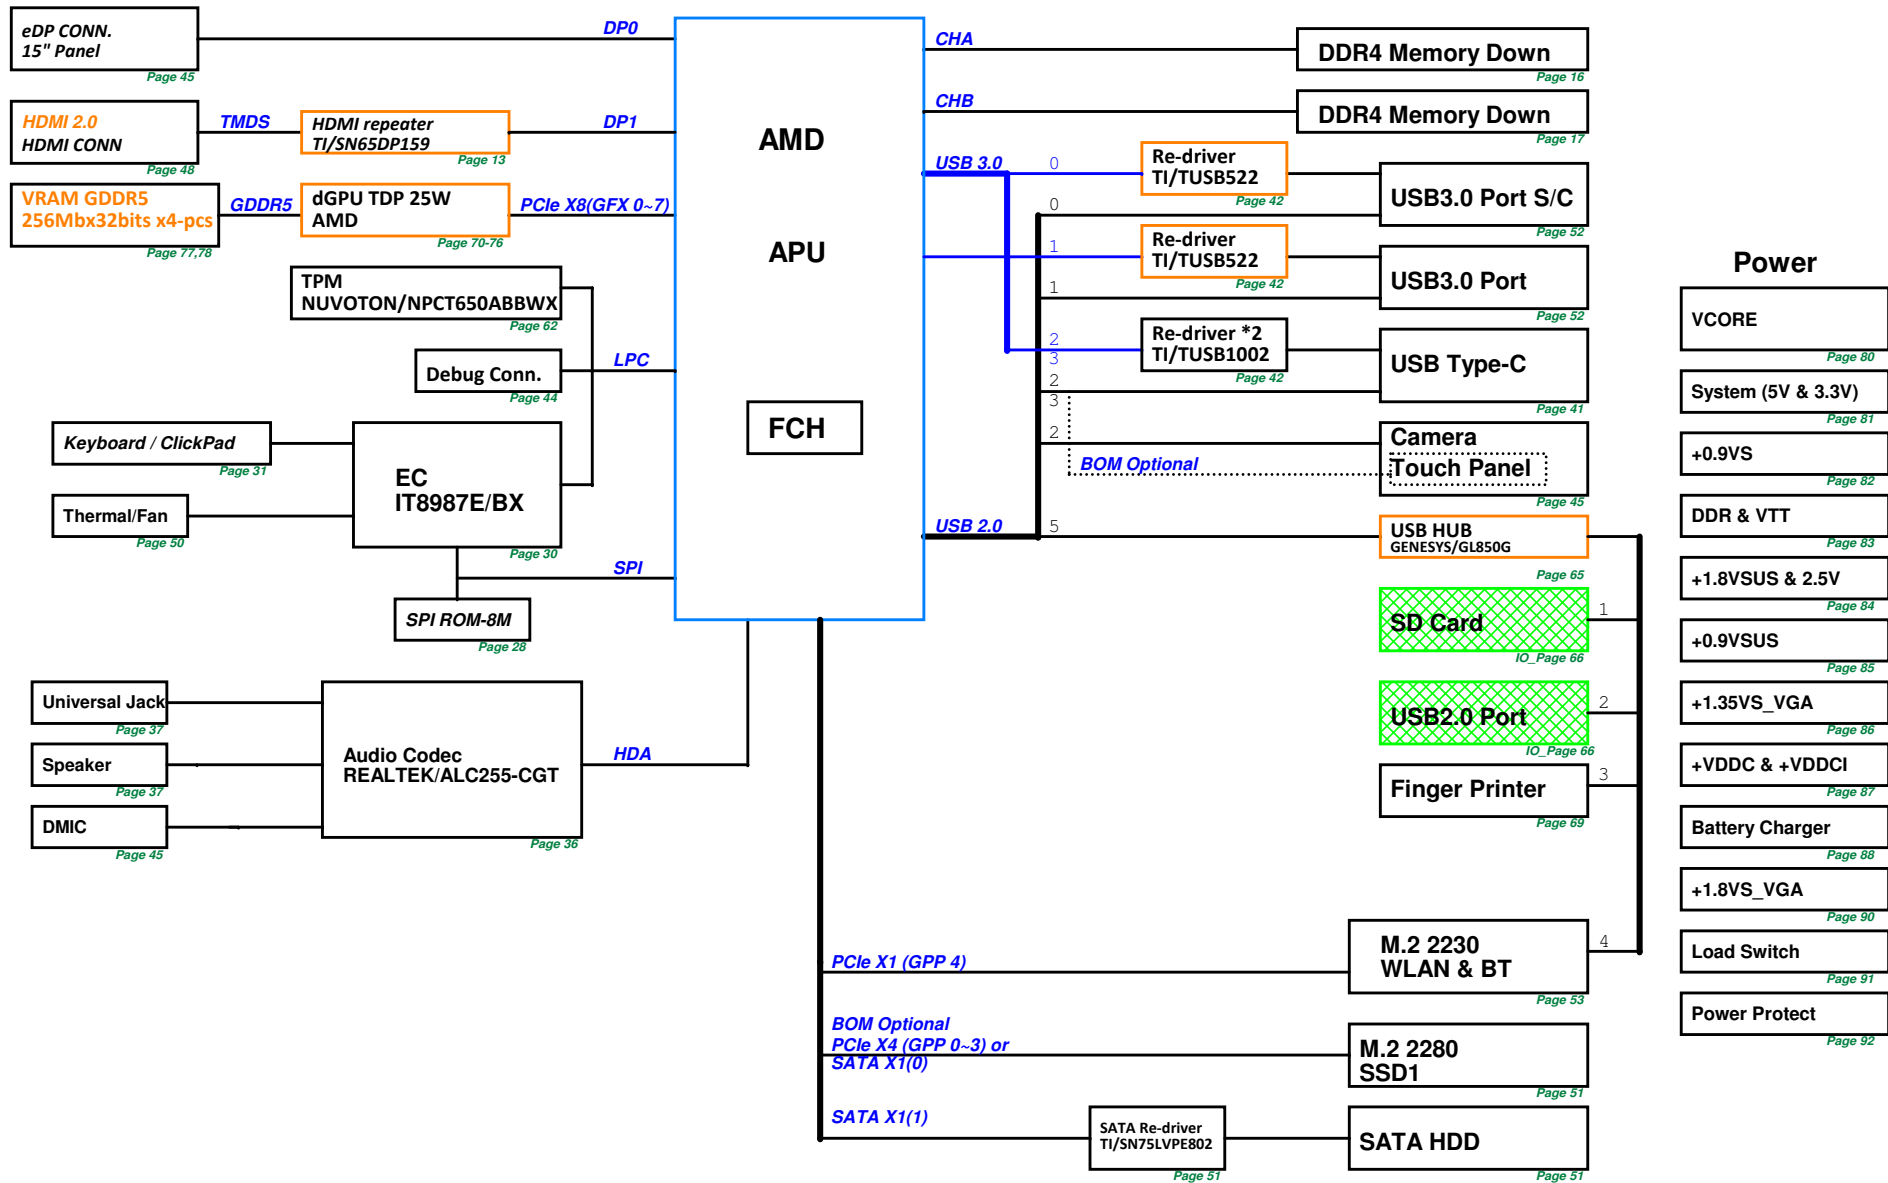 eDP CONN.
15" Panel
Page 45
DP0
HDMI 2.0
HDMI CONN
Page 48
TMDS
HDMI repeater
TI/SN65DP159
Page 13
DP1
VRAM GDDR5
256Mbx32bits x4-pcs
Page 77,78
GDDR5
dGPU TDP 25W
AMD
Page 70-76
PCIe X8(GFX 0~7)
TPM
NUVOTON/NPCT650ABBWX
Page 62
Debug Conn.
Page 44
LPC
Keyboard / ClickPad
Page 31
Thermal/Fan
Page 50
EC
IT8987E/BX
Page 30
SPI
SPI ROM-8M
Page 28
Universal Jack
Page 37
Speaker
Page 37
DMIC
Page 45
Audio Codec
REALTEK/ALC255-CGT
Page 36
HDA
AMD
APU
FCH
CHA
DDR4 Memory Down
Page 16
CHB
DDR4 Memory Down
Page 17
USB 3.0
0
Re-driver
TI/TUSB522
Page 42
0
USB3.0 Port S/C
Page 52
1
Re-driver
TI/TUSB522
Page 42
1
USB3.0 Port
Page 52
2
3
Re-driver *2
TI/TUSB1002
Page 42
2
3
USB Type-C
Page 41
2
Camera
BOM Optional
Touch Panel
Page 45
USB 2.0
5
USB HUB
GENESYS/GL850G
Page 65
SD Card
1
IO_Page 66
USB2.0 Port
2
IO_Page 66
Finger Printer
3
Page 69
PCIe X1 (GPP 4)
M.2 2230
WLAN & BT
4
Page 53
BOM Optional
PCIe X4 (GPP 0~3) or
SATA X1(0)
M.2 2280
SSD1
Page 51
SATA X1(1)
SATA Re-driver
TI/SN75LVPE802
Page 51
SATA HDD
Page 51
Power
VCORE
Page 80
System (5V & 3.3V)
Page 81
+0.9VS
Page 82
DDR & VTT
Page 83
+1.8VSUS & 2.5V
Page 84
+0.9VSUS
Page 85
+1.35VS_VGA
Page 86
+VDDC & +VDDCI
Page 87
Battery Charger
Page 88
+1.8VS_VGA
Page 90
Load Switch
Page 91
Power Protect
Page 92